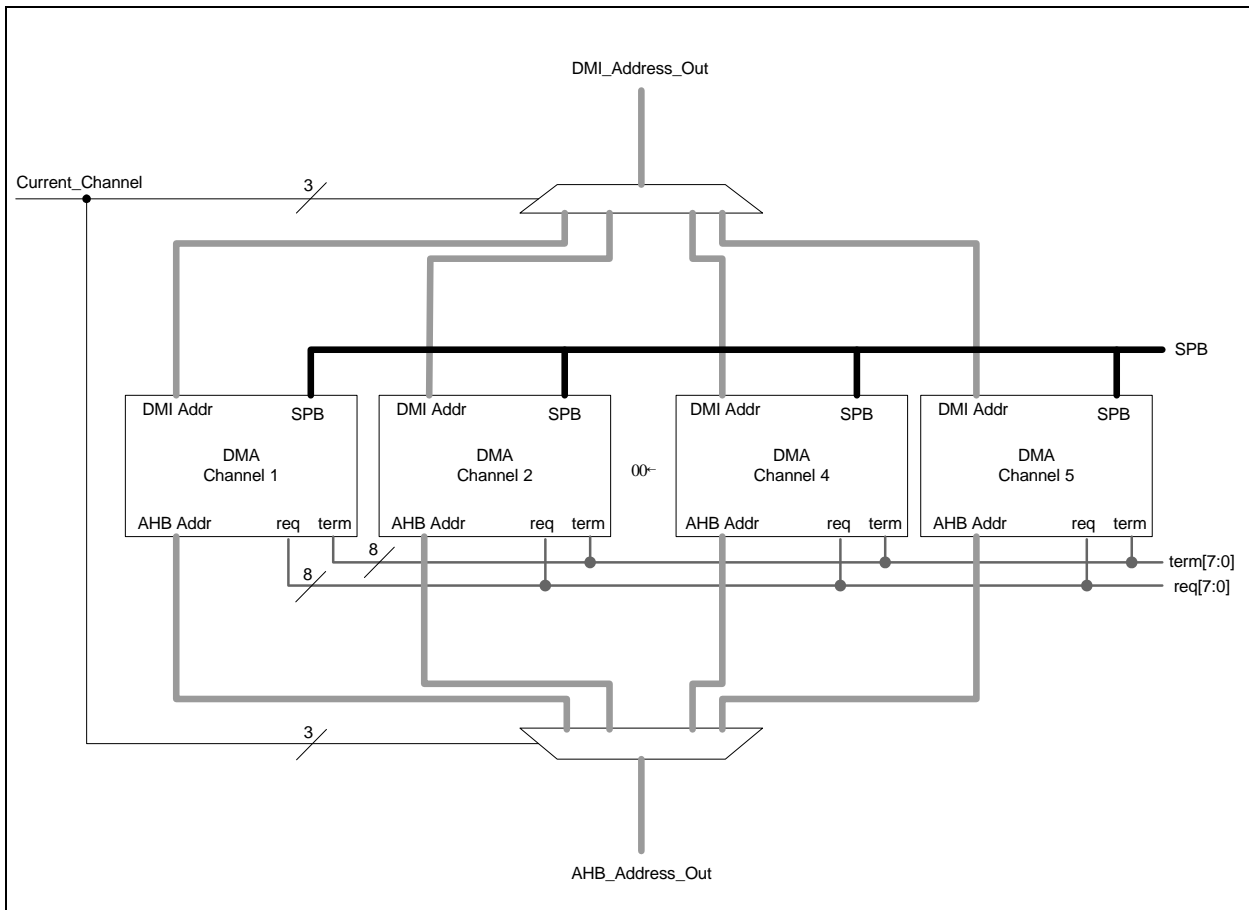 DMI_Address_Out
Current_Channel
3
SPB
DMI Addr
SPB
DMA
Channel 1
AHB Addr
req
term
DMI Addr
SPB
DMA
Channel 2
AHB Addr
req
term
00←
DMI Addr
SPB
DMA
Channel 4
AHB Addr
req
term
DMI Addr
SPB
DMA
Channel 5
AHB Addr
req
term
8
term[7:0]
8
req[7:0]
3
AHB_Address_Out